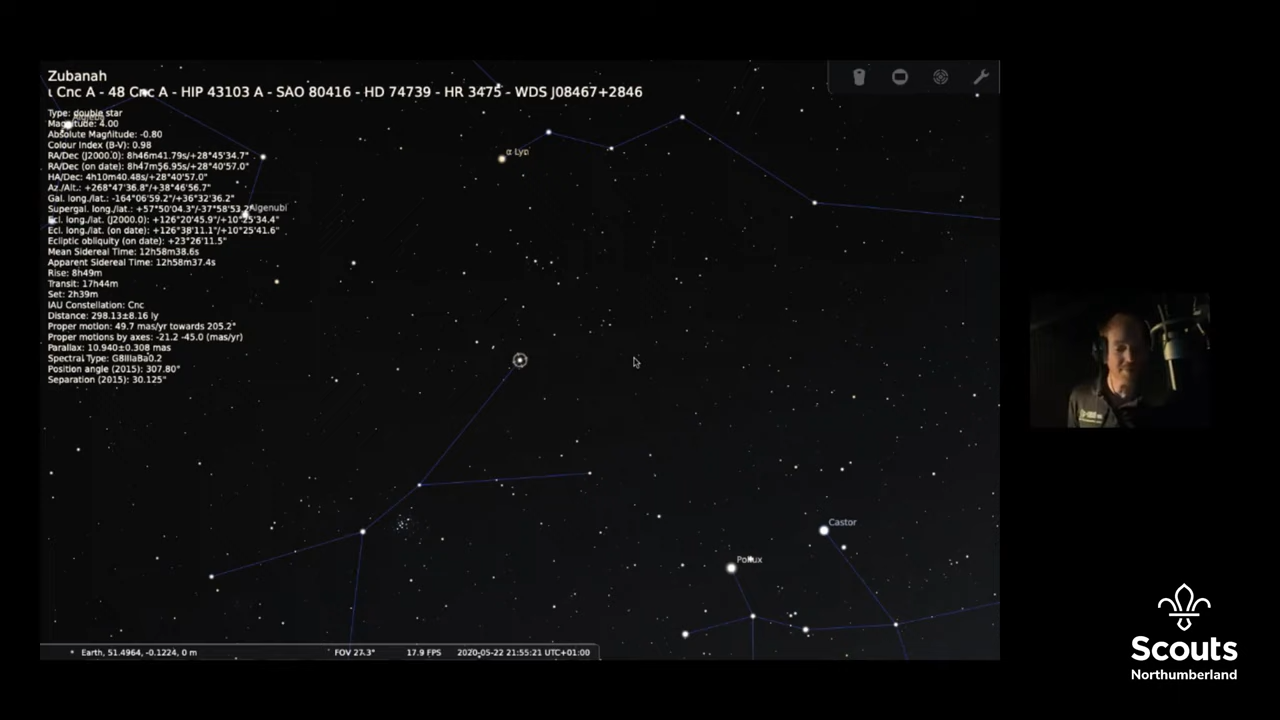 Zubanah
ι Cnc A - 48 Cnc A - HIP 43103 A - SAO 80416 - HD 74739 - HR 3475 - WDS J08467+2846
Type: double star
Magnitude: 4.00
Absolute Magnitude: -0.80
Colour Index (B-V): 0.98
RA/Dec (J2000.0): 8h46m41.79s/+28°45'34.7"
RA/Dec (on date): 8h47m56.95s/+28°40'57.0"
HA/Dec: 4h10m40.48s/+28°40'57.0"
Az./Alt.: +268°47'36.8"/+38°46'56.7"
Gal. long./lat.: -164°06'59.2"/+36°32'36.2"
Supergal. long./lat.: +57°50'04.3"/-37°58'53.2"
Ecl. long./lat. (J2000.0): +126°20'45.9"/+10°25'34.4"
Ecl. long./lat. (on date): +126°38'11.1"/+10°25'41.6"
Ecliptic obliquity (on date): +23°26'11.5"
Mean Sidereal Time: 12h58m38.6s
Apparent Sidereal Time: 12h58m37.4s
Rise: 8h49m
Transit: 17h44m
Set: 2h39m
IAU Constellation: Cnc
Distance: 298.13±8.16 ly
Proper motion: 49.7 mas/yr towards 205.2°
Proper motions by axes: -21.2 -45.0 (mas/yr)
Parallax: 10.940±0.308 mas
Spectral Type: G8IIIaBa0.2
Position angle (2015): 307.80°
Separation (2015): 30.125"
α Lyn
Algenubi
Castor
Pollux
Earth, 51.4964, -0.1224, 0 m
FOV 27.3°
17.9 FPS
2020-05-22 21:55:21 UTC+01:00
Scouts
Northumberland